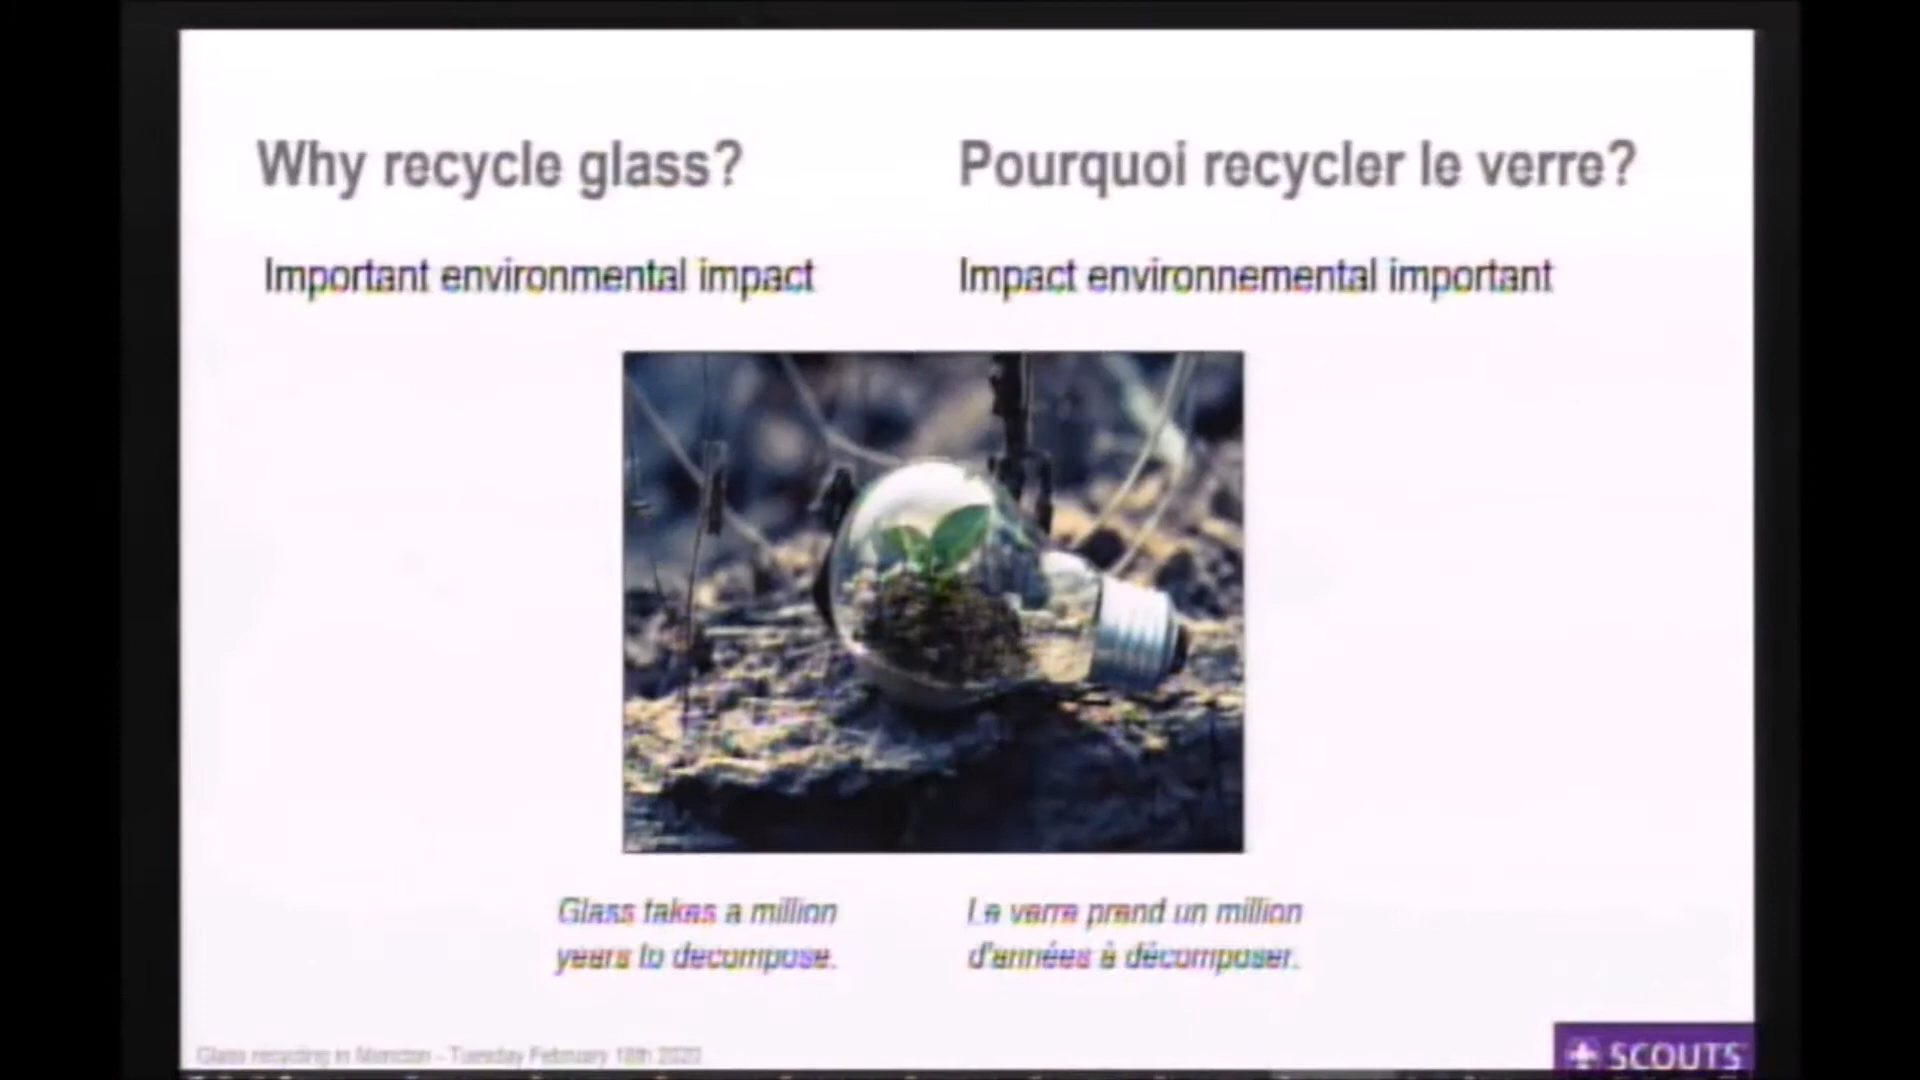 Why recycle glass?
Pourquoi recycler le verre?
Important environmental impact
Impact environnemental important
Glass takes a million
years to decompose.
Le verre prend un million
d'années à décomposer.
Glass recycling in Moncton - Tuesday February 18th 2020
SCOUTS